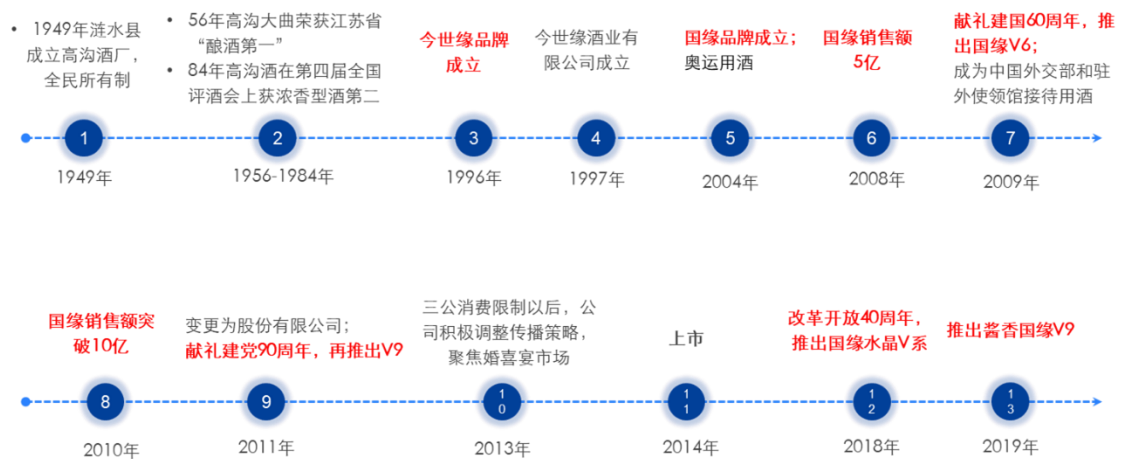 • 1949年涟水县
成立高沟酒厂，
全民所有制
• 56年高沟大曲荣获江苏省
“酿酒第一”
• 84年高沟酒在第四届全国
评酒会上获浓香型酒第二
今世缘品牌
成立
今世缘酒业有
限公司成立
国缘品牌成立；
奥运用酒
国缘销售额
5亿
献礼建国60周年，推
出国缘V6；
成为中国外交部和驻
外使领馆接待用酒
1
2
3
4
5
6
7
1949年
1956-1984年
1996年
1997年
2004年
2008年
2009年
国缘销售额突
破10亿
变更为股份有限公司；
献礼建党90周年，再推出V9
三公消费限制以后，公
司积极调整传播策略，
聚焦婚喜宴市场
上市
改革开放40周年，
推出国缘水晶V系
推出酱香国缘V9
8
9
10
11
12
13
2010年
2011年
2013年
2014年
2018年
2019年